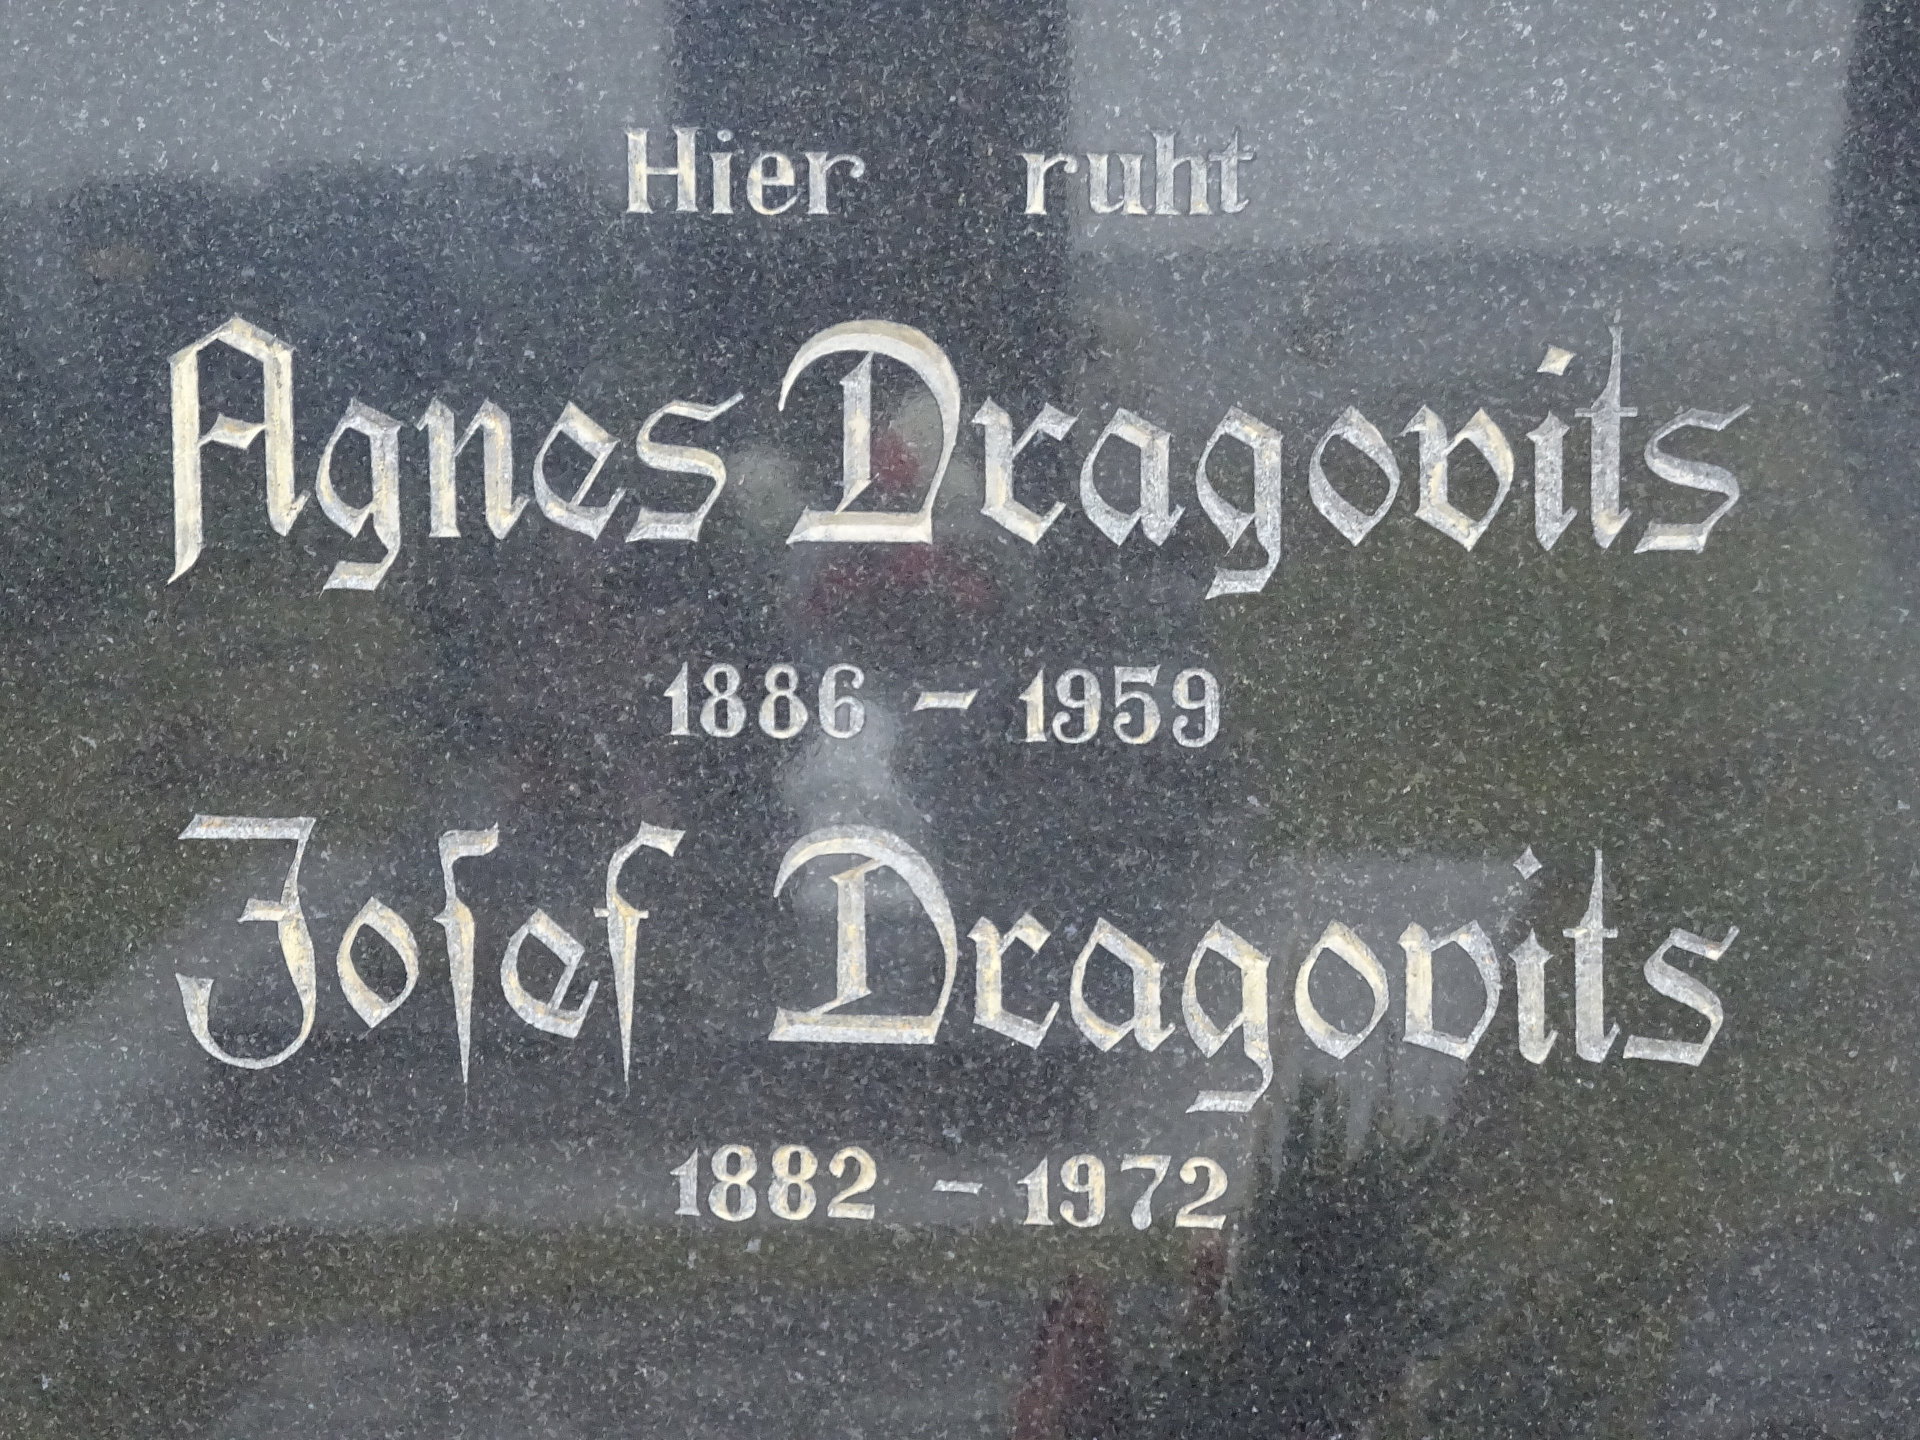 Hier ruht
Agnes Dragovits
1886 - 1959
Josef Dragovits
1882 - 1972